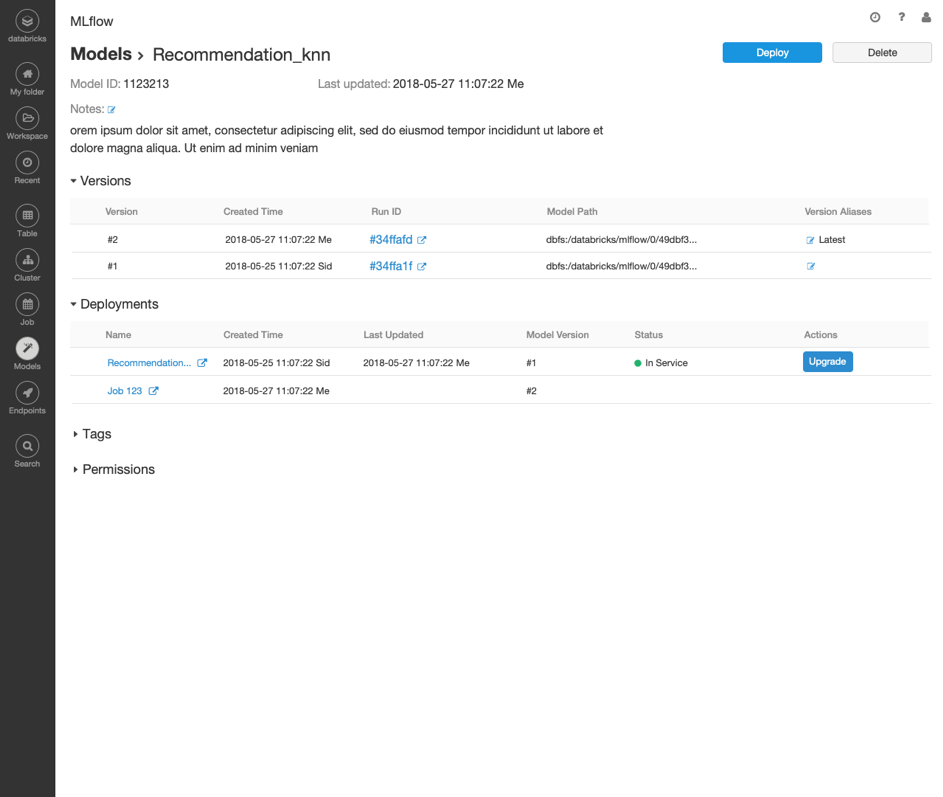 MLflow
?
databricks
My folder
Workspace
Recent
Table
Cluster
Job
Models
Endpoints
Search
Models › Recommendation_knn
Deploy
Delete
Model ID: 1123213
Last updated: 2018-05-27 11:07:22 Me
Notes:
orem ipsum dolor sit amet, consectetur adipiscing elit, sed do eiusmod tempor incididunt ut labore et
dolore magna aliqua. Ut enim ad minim veniam
Versions
Version Created Time Run ID Model Path Version Aliases
#2 2018-05-27 11:07:22 Me #34ffafd dbfs:/databricks/mlflow/0/49dbf3... Latest
#1 2018-05-25 11:07:22 Sid #34ffa1f dbfs:/databricks/mlflow/0/49dbf3...
Deployments
Name Created Time Last Updated Model Version Status Actions
Recommendation... 2018-05-25 11:07:22 Sid 2018-05-27 11:07:22 Me #1 In Service Upgrade
Job 123 2018-05-27 11:07:22 Me #2
Tags
Permissions